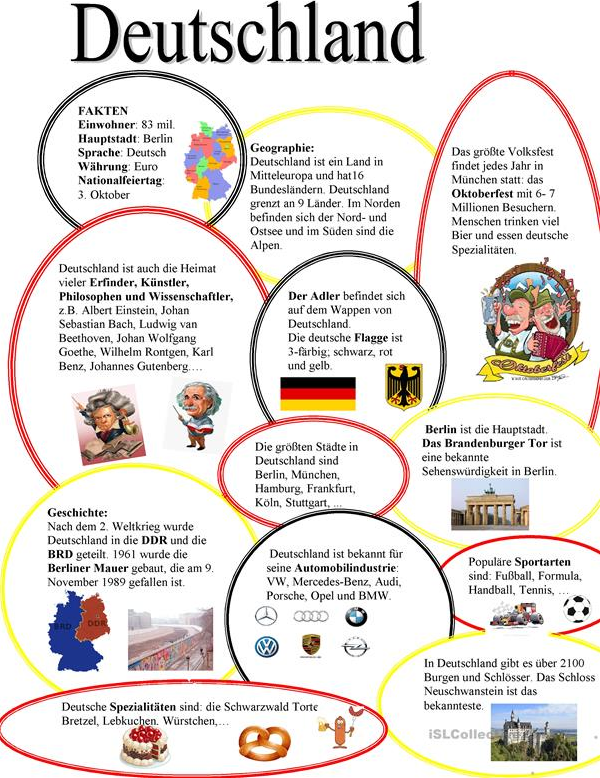 Deutschland
FAKTEN
Einwohner: 83 mil.
Hauptstadt: Berlin
Sprache: Deutsch
Währung: Euro
Nationalfeiertag:
3. Oktober
Geographie:
Deutschland ist ein Land in
Mitteleuropa und hat16
Bundesländern. Deutschland
grenzt an 9 Länder. Im Norden
befinden sich der Nord- und
Ostsee und im Süden sind die
Alpen.
Das größte Volksfest
findet jedes Jahr in
München statt: das
Oktoberfest mit 6- 7
Millionen Besuchern.
Menschen trinken viel
Bier und essen deutsche
Spezialitäten.
Oktoberfest
Deutschland ist auch die Heimat
vieler Erfinder, Künstler,
Philosophen und Wissenschaftler,
z.B. Albert Einstein, Johan
Sebastian Bach, Ludwig van
Beethoven, Johan Wolfgang
Goethe, Wilhelm Rontgen, Karl
Benz, Johannes Gutenberg….
Der Adler befindet sich
auf dem Wappen von
Deutschland.
Die deutsche Flagge ist
3-färbig; schwarz, rot
und gelb.
Die größten Städte in
Deutschland sind
Berlin, München,
Hamburg, Frankfurt,
Köln, Stuttgart, ...
Berlin ist die Hauptstadt.
Das Brandenburger Tor ist
eine bekannte
Sehenswürdigkeit in Berlin.
Geschichte:
Nach dem 2. Weltkrieg wurde
Deutschland in die DDR und die
BRD geteilt. 1961 wurde die
Berliner Mauer gebaut, die am 9.
November 1989 gefallen ist.
BRD DDR
Deutschland ist bekannt für
seine Automobilindustrie:
VW, Mercedes-Benz, Audi,
Porsche, Opel und BMW.
Populäre Sportarten
sind: Fußball, Formula,
Handball, Tennis, …
In Deutschland gibt es über 2100
Burgen und Schlösser. Das Schloss
Neuschwanstein ist das
bekannteste.
Deutsche Spezialitäten sind: die Schwarzwald Torte
Bretzel, Lebkuchen. Würstchen,…
iSLCollec